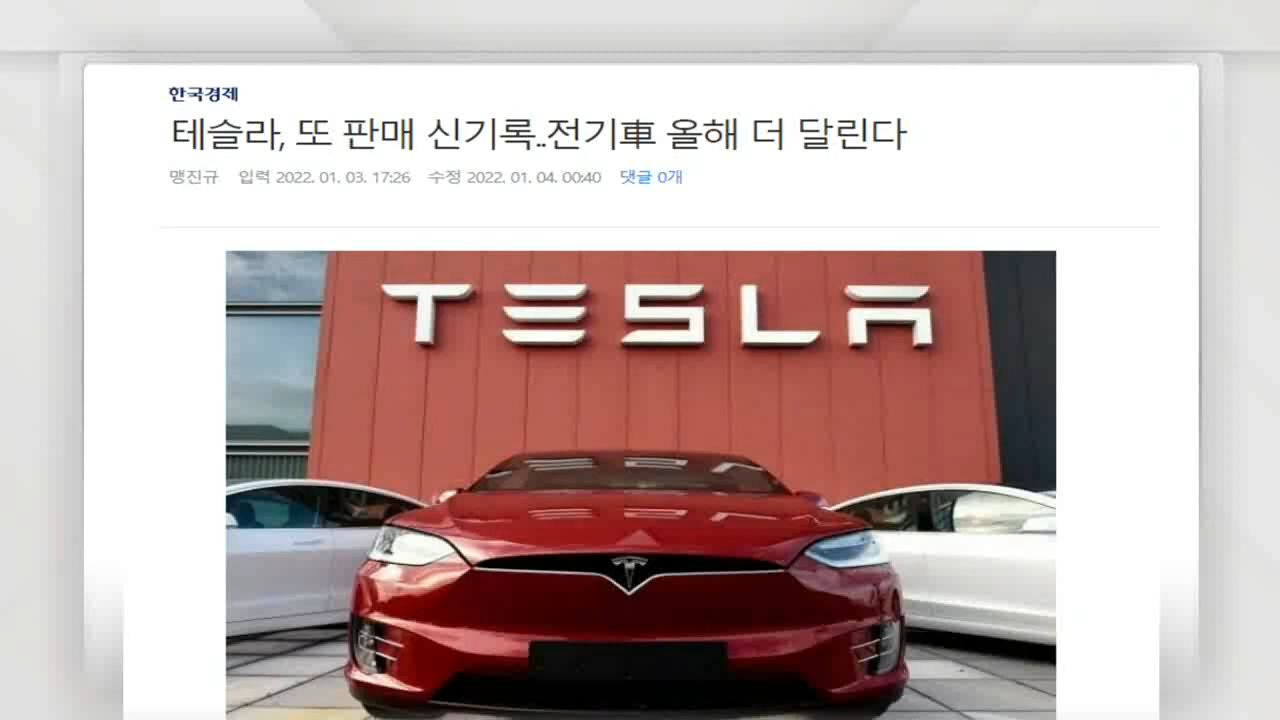 한국경제
테슬라, 또 판매 신기록..전기車 올해 더 달린다
맹진규 입력 2022. 01. 03. 17:26 수정 2022. 01. 04. 00:40 댓글 0개
TESLA